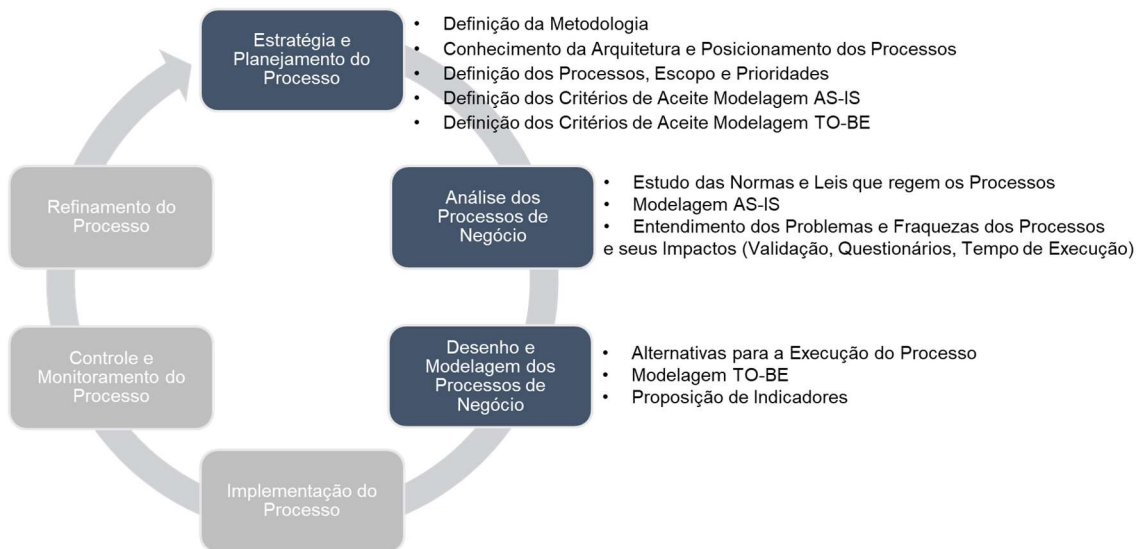 Estratégia e
Planejamento do
Processo
• Definição da Metodologia
• Conhecimento da Arquitetura e Posicionamento dos Processos
• Definição dos Processos, Escopo e Prioridades
• Definição dos Critérios de Aceite Modelagem AS-IS
• Definição dos Critérios de Aceite Modelagem TO-BE
Análise dos
Processos de
Negócio
• Estudo das Normas e Leis que regem os Processos
• Modelagem AS-IS
• Entendimento dos Problemas e Fraquezas dos Processos
e seus Impactos (Validação, Questionários, Tempo de Execução)
Desenho e
Modelagem dos
Processos de
Negócio
• Alternativas para a Execução do Processo
• Modelagem TO-BE
• Proposição de Indicadores
Implementação do
Processo
Controle e
Monitoramento do
Processo
Refinamento do
Processo